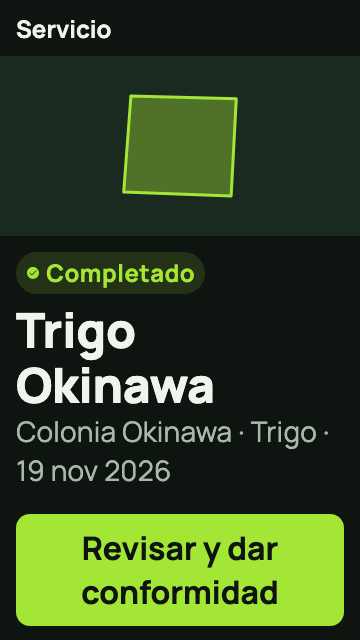 Servicio
Completado
Trigo
Okinawa
Colonia Okinawa · Trigo ·
19 nov 2026
Revisar y dar
conformidad